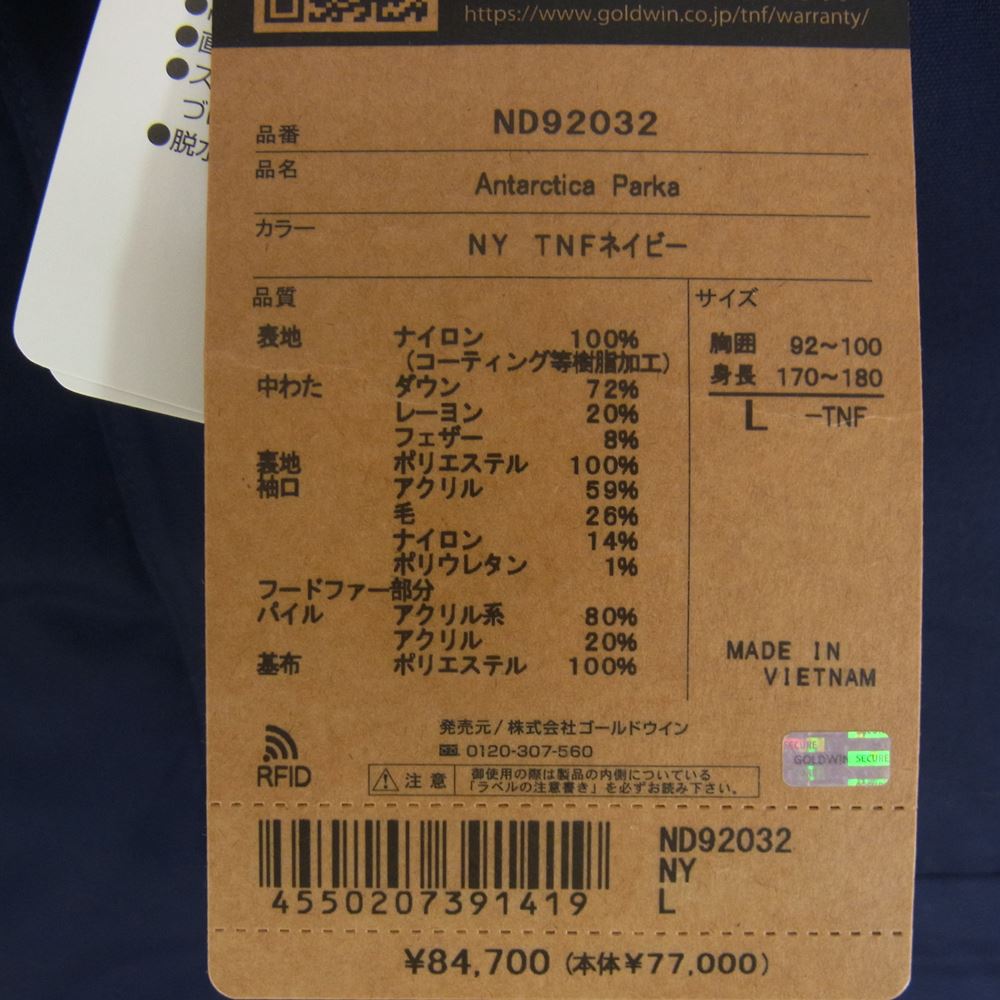 https://www.goldwin.co.jp/tnf/warranty/
●直
●ス
づ
●脱水
品番 ND92032
品名 Antarctica Parka
カラー NY TNFネイビー
品質
表地 ナイロン 100%
(コーティング等樹脂加工)
中わた ダウン 72%
レーヨン 20%
フェザー 8%
裏地 ポリエステル 100%
袖口 アクリル 59%
毛 26%
ナイロン 14%
ポリウレタン 1%
フードファー部分
パイル アクリル系 80%
アクリル 20%
基布 ポリエステル 100%
サイズ
胸囲 92~100
身長 170~180
L -TNF
MADE IN
VIETNAM
発売元/株式会社ゴールドウイン
0120-307-560
RFID
注意
御使用の際は製品の内側についている
「ラベルの注意書き」を必ずお読み下さい。
SECURE
GOLDWIN SECURE
4550207391419
ND92032
NY
L
¥84,700 (本体¥77,000)